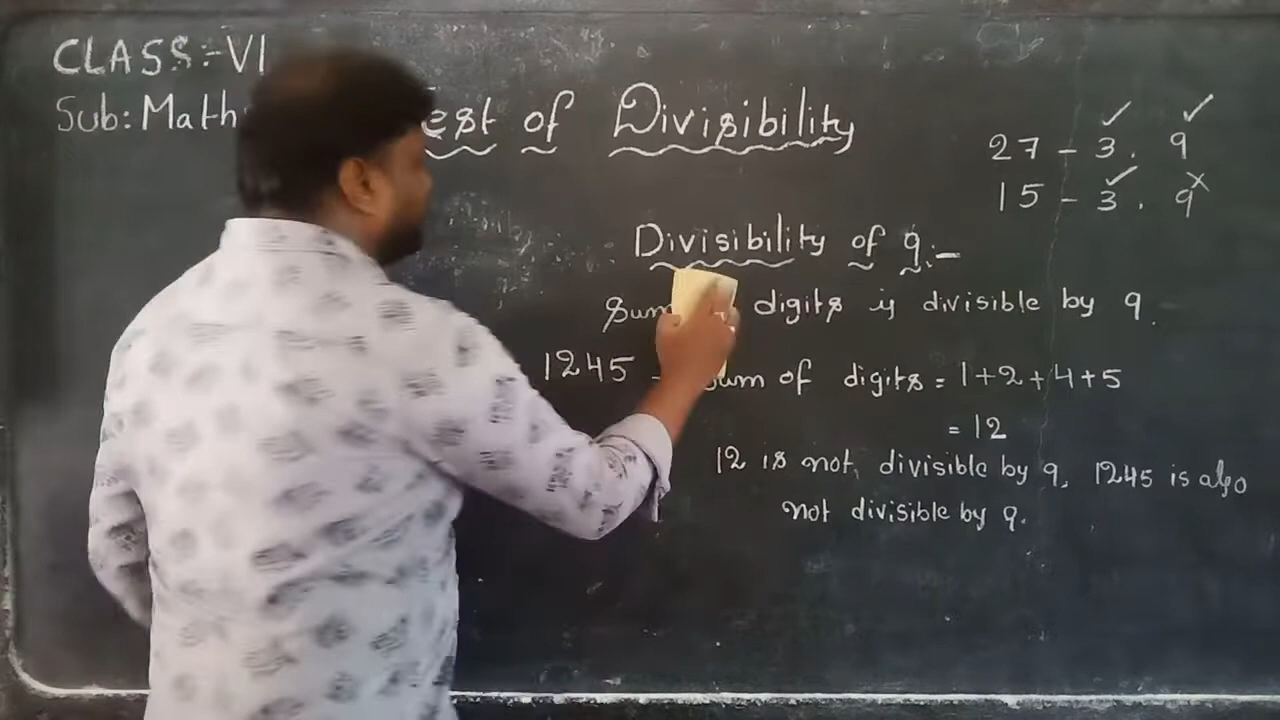 CLASS:-VI
Sub: Math
est of Divisibility
27 - 3. 9
15 - 3. 9
Divisibility of 9:-
Sum digits is divisible by 9.
1245 - Sum of digits = 1+2+4+5
= 12
12 is not, divisible by 9, 1245 is also
not divisible by 9.